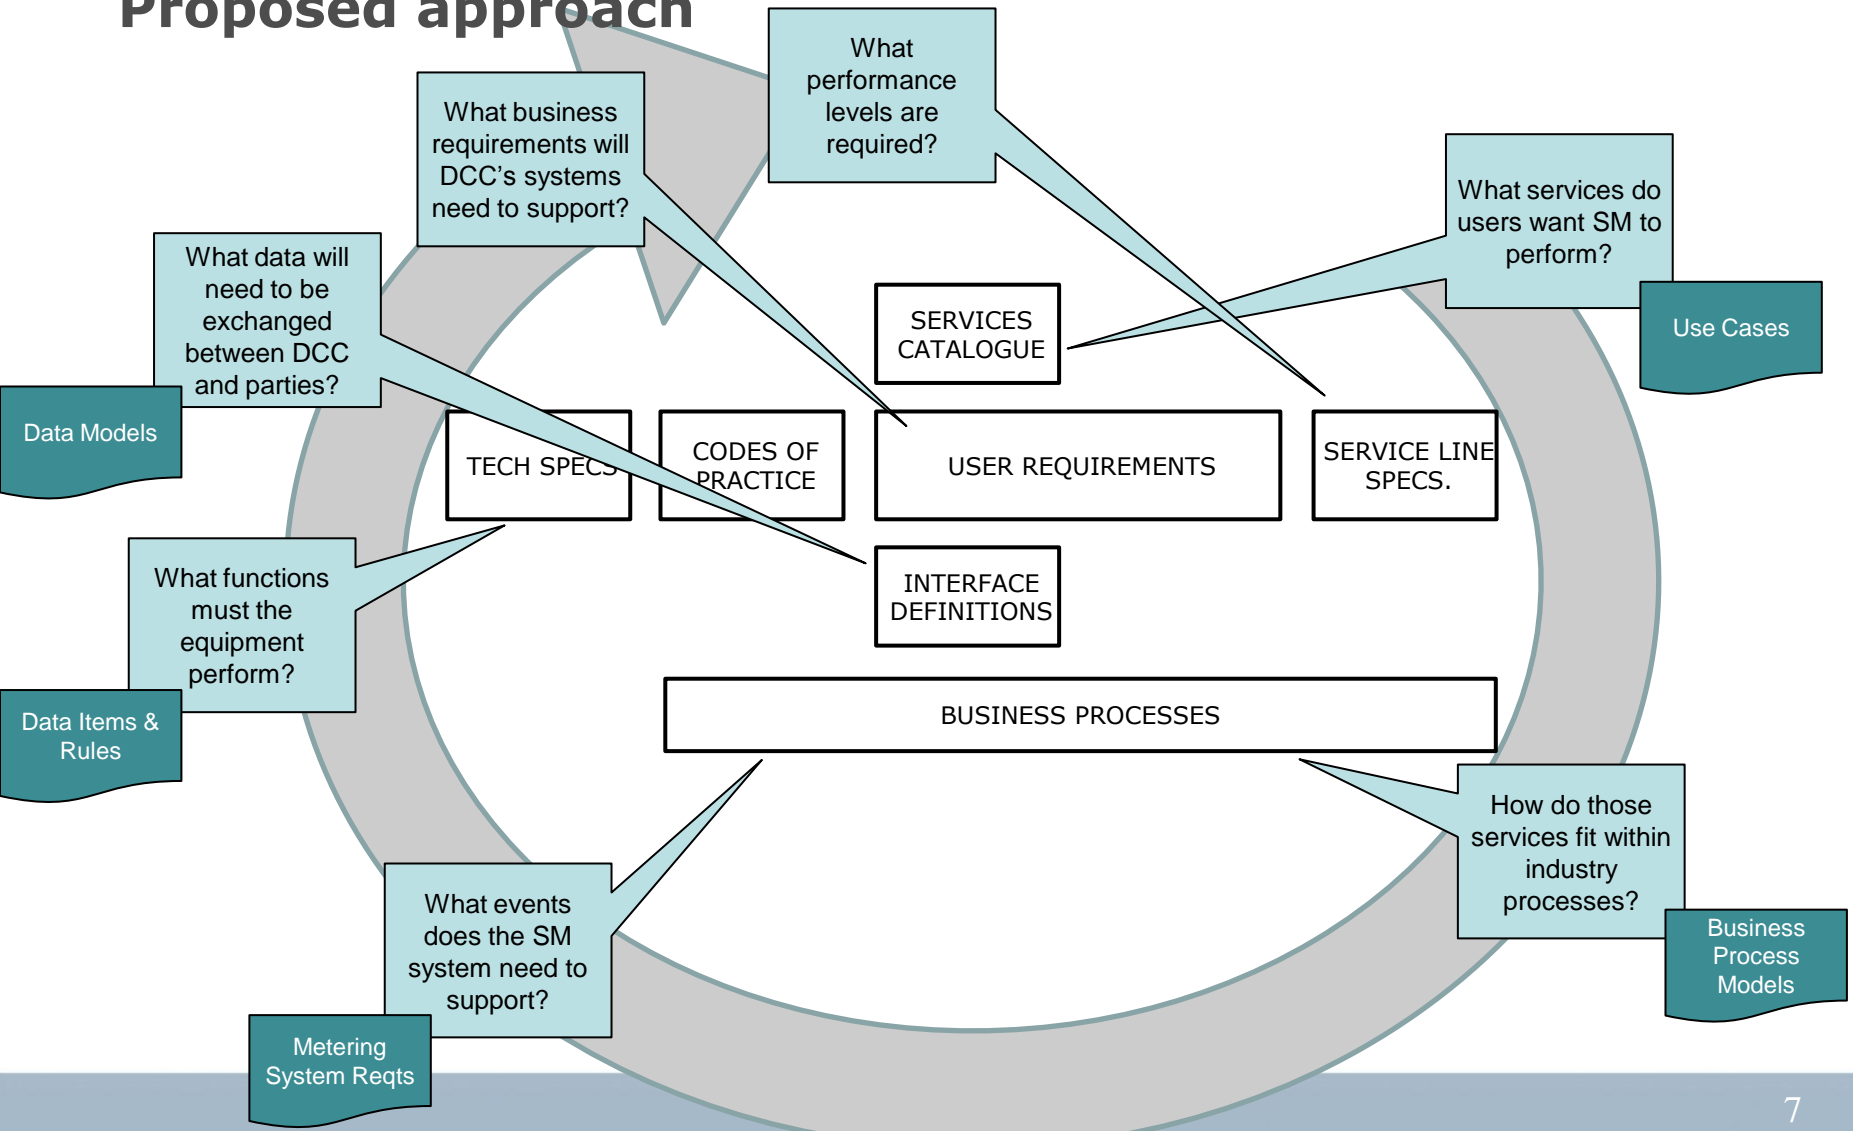 Proposed approach
What
performance
levels are
required?
What business
requirements will
DCC's systems
need to support?
What services do
users want SM to
perform?
Use Cases
What data will
need to be
exchanged
between DCC
and parties?
Data Models
SERVICES
CATALOGUE
TECH SPECS
CODES OF
PRACTICE
USER REQUIREMENTS
SERVICE LINE
SPECS.
What functions
must the
equipment
perform?
Data Items &
Rules
INTERFACE
DEFINITIONS
BUSINESS PROCESSES
How do those
services fit within
industry
processes?
Business
Process
Models
What events
does the SM
system need to
support?
Metering
System Reqts
7